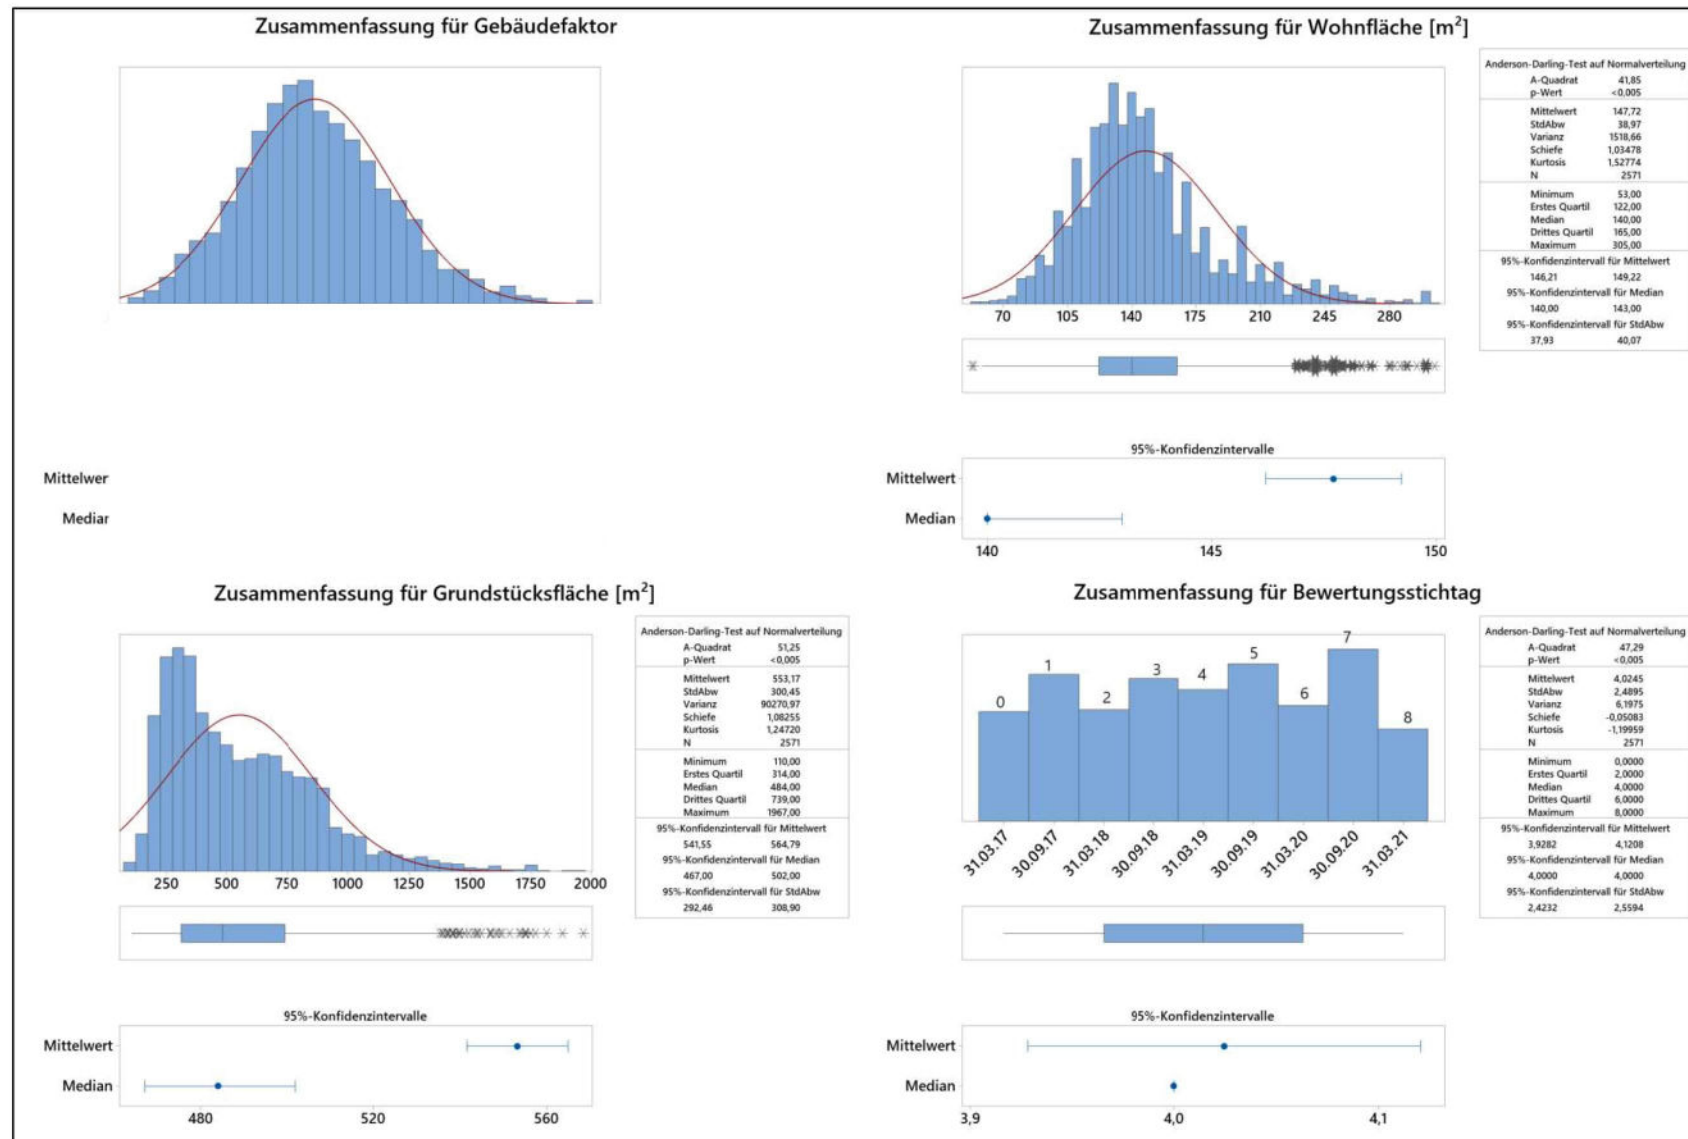 Zusammenfassung für Gebäudefaktor
Mittelwer
Median
Zusammenfassung für Wohnfläche [m²]
70 105 140 175 210 245 280
95%-Konfidenzintervalle
Mittelwert
Median
140 145 150
Anderson-Darling-Test auf Normalverteilung
A-Quadrat 41,85
p-Wert <0,005
Mittelwert 147,72
StdAbw 38,97
Varianz 1518,66
Schiefe 1,03478
Kurtosis 1,52774
N 2571
Minimum 53,00
Erstes Quartil 122,00
Median 140,00
Drittes Quartil 165,00
Maximum 305,00
95%-Konfidenzintervall für Mittelwert
146,21 149,22
95%-Konfidenzintervall für Median
140,00 143,00
95%-Konfidenzintervall für StdAbw
37,93 40,07
Zusammenfassung für Grundstücksfläche [m²]
250 500 750 1000 1250 1500 1750 2000
95%-Konfidenzintervalle
Mittelwert
Median
480 520 560
Anderson-Darling-Test auf Normalverteilung
A-Quadrat 51,25
p-Wert <0,005
Mittelwert 553,17
StdAbw 300,45
Varianz 90270,97
Schiefe 1,08255
Kurtosis 1,24720
N 2571
Minimum 110,00
Erstes Quartil 314,00
Median 484,00
Drittes Quartil 739,00
Maximum 1967,00
95%-Konfidenzintervall für Mittelwert
541,55 564,79
95%-Konfidenzintervall für Median
467,00 502,00
95%-Konfidenzintervall für StdAbw
292,46 308,90
Zusammenfassung für Bewertungsstichtag
0 1 2 3 4 5 6 7 8
31.03.17 30.09.17 31.03.18 30.09.18 31.03.19 30.09.19 31.03.20 30.09.20 31.03.21
95%-Konfidenzintervalle
Mittelwert
Median
3,9 4,0 4,1
Anderson-Darling-Test auf Normalverteilung
A-Quadrat 47,29
p-Wert <0,005
Mittelwert 4,0245
StdAbw 2,4895
Varianz 6,1975
Schiefe -0,05083
Kurtosis -1,19959
N 2571
Minimum 0,0000
Erstes Quartil 2,0000
Median 4,0000
Drittes Quartil 6,0000
Maximum 8,0000
95%-Konfidenzintervall für Mittelwert
3,9282 4,1208
95%-Konfidenzintervall für Median
4,0000 4,0000
95%-Konfidenzintervall für StdAbw
2,4232 2,5594